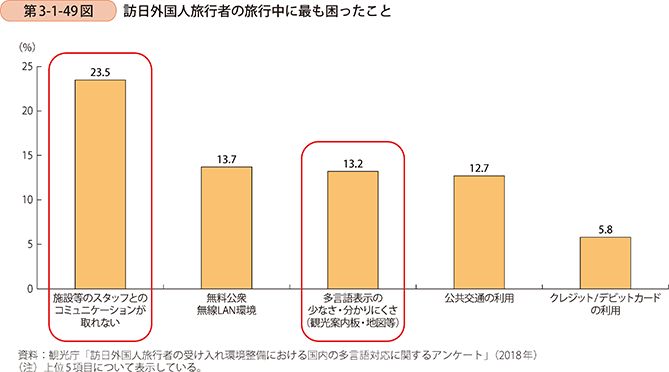 第3-1-49図 訪日外国人旅行者の旅行中に最も困ったこと
(%)
25
20
15
10
5
0
23.5
13.7
13.2
12.7
5.8
施設等のスタッフとの
コミュニケーションが
取れない
無料公衆
無線LAN環境
多言語表示の
少なさ・分かりにくさ
(観光案内板・地図等)
公共交通の利用
クレジット/デビットカード
の利用
資料:観光庁「訪日外国人旅行者の受け入れ環境整備における国内の多言語対応に関するアンケート」(2018年)
(注)上位5項目について表示している。